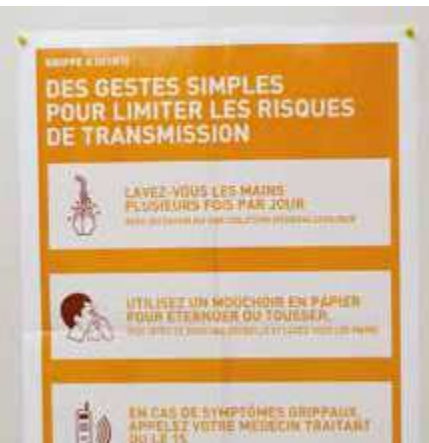 GRIPPE A (H1N1)
DES GESTES SIMPLES
POUR LIMITER LES RISQUES
DE TRANSMISSION
LAVEZ-VOUS LES MAINS
PLUSIEURS FOIS PAR JOUR
UTILISEZ UN MOUCHOIR EN PAPIER
POUR ÉTERNUER OU TOUSSER.
EN CAS DE SYMPTÔMES GRIPPAUX,
APPELEZ VOTRE MÉDECIN TRAITANT
OU LE 15